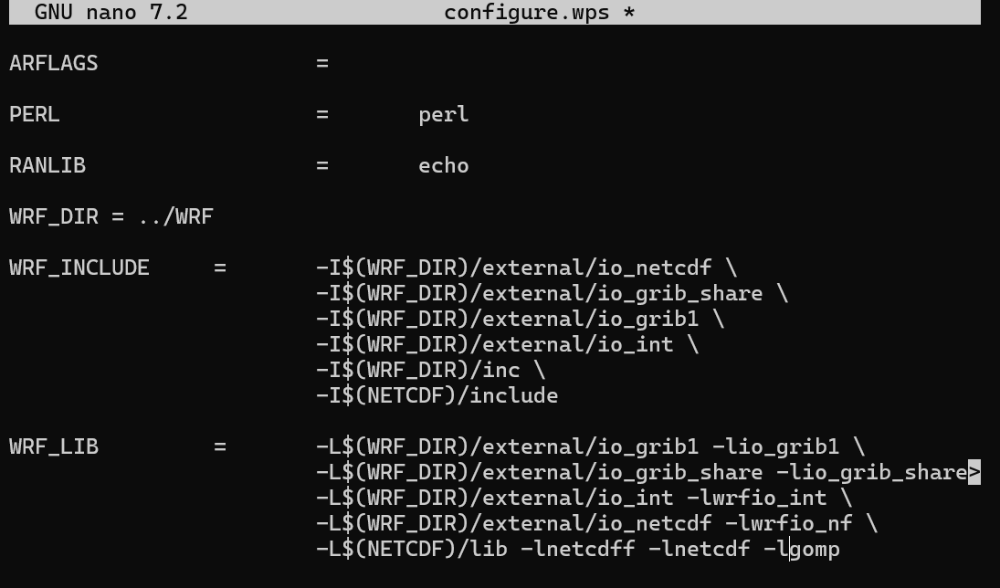 GNU nano 7.2 configure.wps *
ARFLAGS =
PERL = perl
RANLIB = echo
WRF_DIR = ../WRF
WRF_INCLUDE = -I$(WRF_DIR)/external/io_netcdf \
-I$(WRF_DIR)/external/io_grib_share \
-I$(WRF_DIR)/external/io_grib1 \
-I$(WRF_DIR)/external/io_int \
-I$(WRF_DIR)/inc \
-I$(NETCDF)/include
WRF_LIB = -L$(WRF_DIR)/external/io_grib1 -lio_grib1 \
-L$(WRF_DIR)/external/io_grib_share -lio_grib_share>
-L$(WRF_DIR)/external/io_int -lwrfio_int \
-L$(WRF_DIR)/external/io_netcdf -lwrfio_nf \
-L$(NETCDF)/lib -lnetcdff -lnetcdf -lgomp